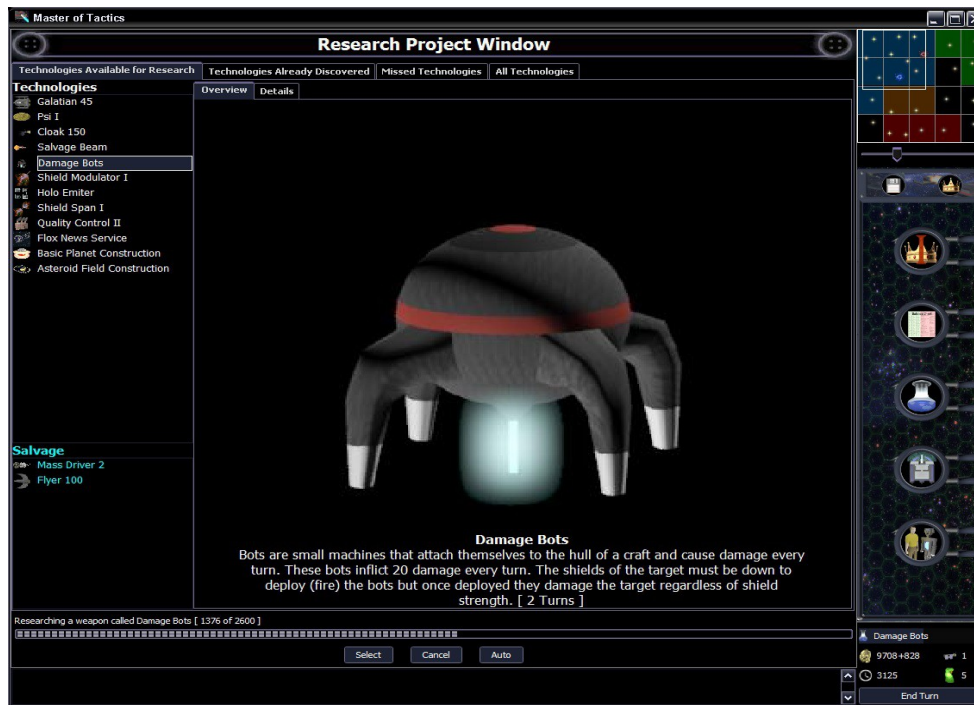 Master of Tactics
Research Project Window
Technologies Available for Research
Technologies Already Discovered
Missed Technologies
All Technologies
Technologies
Overview
Details
Galatian 45
Psi I
Cloak 150
Salvage Beam
Damage Bots
Shield Modulator I
Holo Emiter
Shield Span I
Quality Control II
Flox News Service
Basic Planet Construction
Asteroid Field Construction
Salvage
Mass Driver 2
Flyer 100
Damage Bots
Bots are small machines that attach themselves to the hull of a craft and cause damage every
turn. These bots inflict 20 damage every turn. The shields of the target must be down to
deploy (fire) the bots but once deployed they damage the target regardless of shield
strength. [ 2 Turns ]
Researching a weapon called Damage Bots [ 1376 of 2600 ]
Select
Cancel
Auto
Damage Bots
9708+828
1
3125
5
End Turn